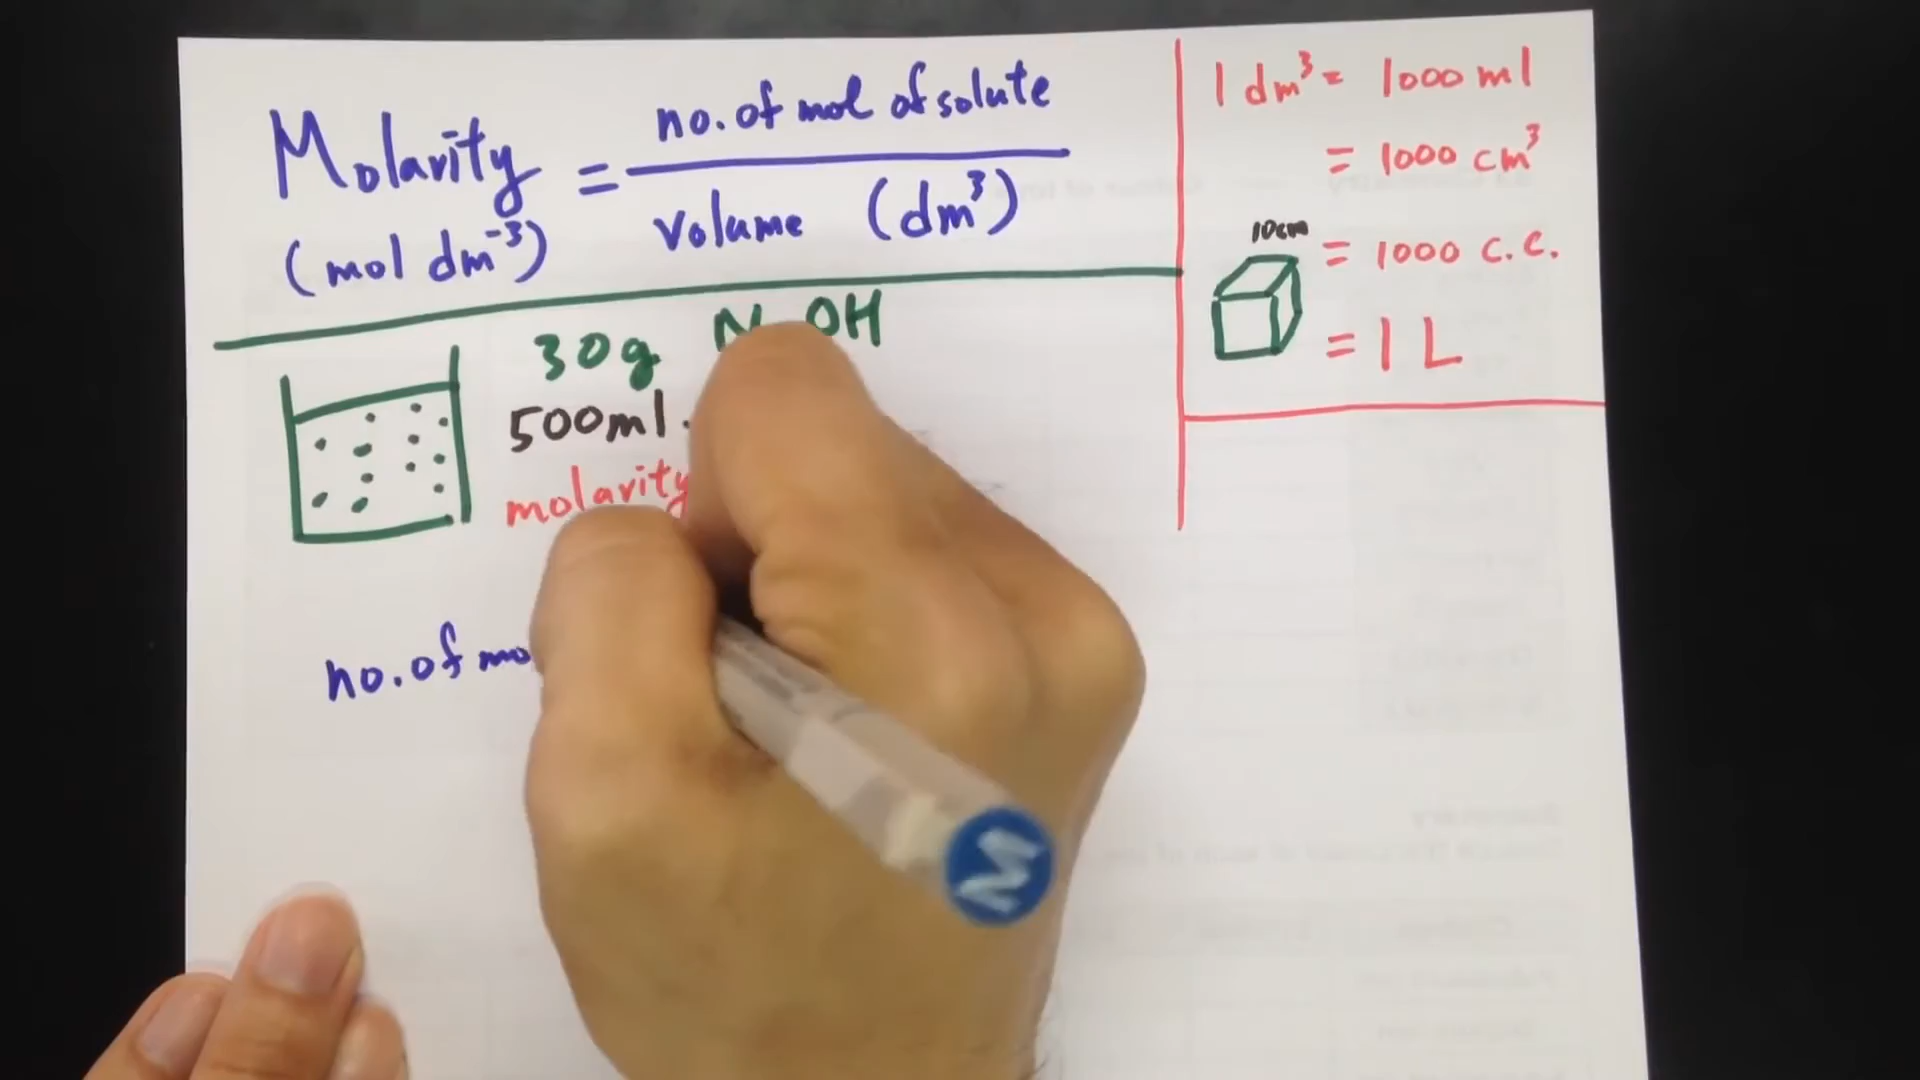 Molarity = no. of mol of solute
(mol dm⁻³) volume (dm³)
1 dm³ = 1000 ml
= 1000 cm³
10cm
= 1000 c.c.
= 1 L
30g OH
500ml
molarity
no. of